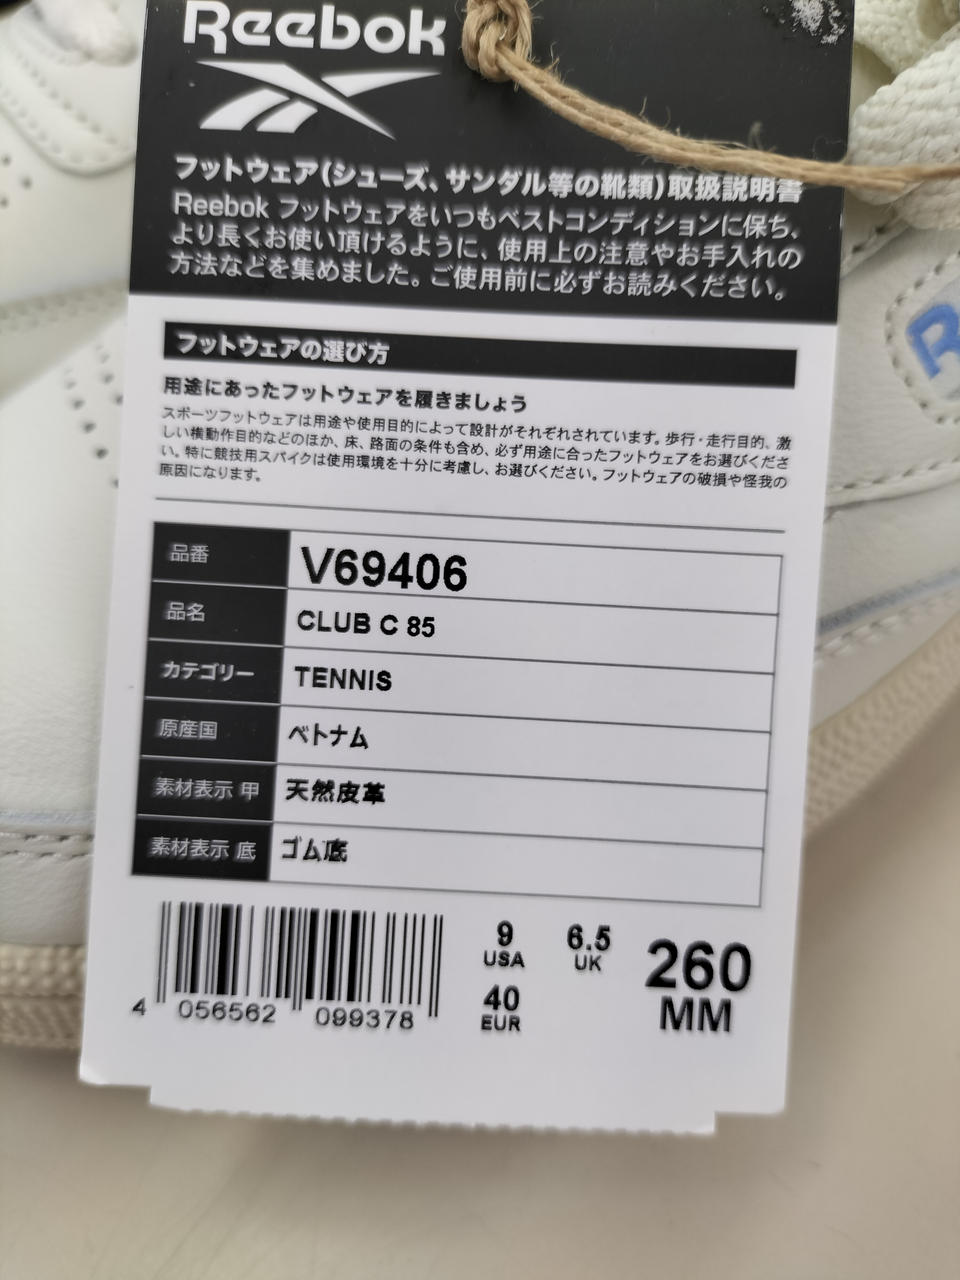 Reebok
フットウェア(シューズ、サンダル等の靴類)取扱説明書
Reebok フットウェアをいつもベストコンディションに保ち、
より長くお使い頂けるように、使用上の注意やお手入れの
方法などを集めました。ご使用前に必ずお読みください。
フットウェアの選び方
用途にあったフットウェアを履きましょう
スポーツフットウェアは用途や使用目的によって設計がそれぞれされています。歩行・走行目的、激
しい横動作目的などのほか、床、路面の条件も含め、必ず用途に合ったフットウェアをお選びくださ
い。特に競技用スパイクは使用環境を十分に考慮し、お選びください。フットウェアの破損や怪我の
原因になります。
品番 V69406
品名 CLUB C 85
カテゴリー TENNIS
原産国 ベトナム
素材表示 甲 天然皮革
素材表示 底 ゴム底
9 6.5 260
USA UK MM
40
EUR
4 056562 099378
R